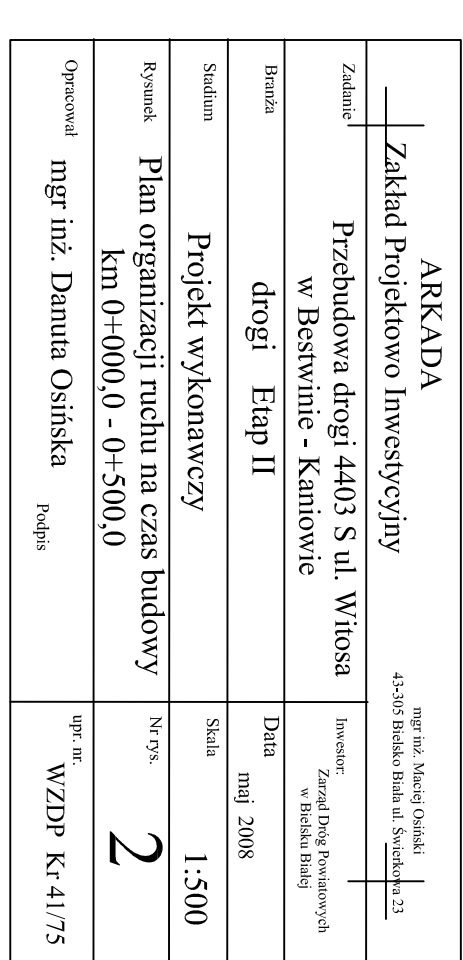 ARKADA
Zakład Projektowo Inwestycyjny
mgr inż. Maciej Osiński
43-305 Bielsko Biała ul. Świerkowa 23
Zadanie
Przebudowa drogi 4403 S ul. Witosa
w Bestwinie - Kaniowie
Inwestor:
Zarząd Dróg Powiatowych
w Bielsku Białej
Branża
drogi Etap II
Data
maj 2008
Stadium
Projekt wykonawczy
Skala
1:500
Rysunek
Plan organizacji ruchu na czas budowy
km 0+000,0 - 0+500,0
Nr rys.
2
Opracował
mgr inż. Danuta Osińska
Podpis
upr. nr.
WZDP Kr 41/75